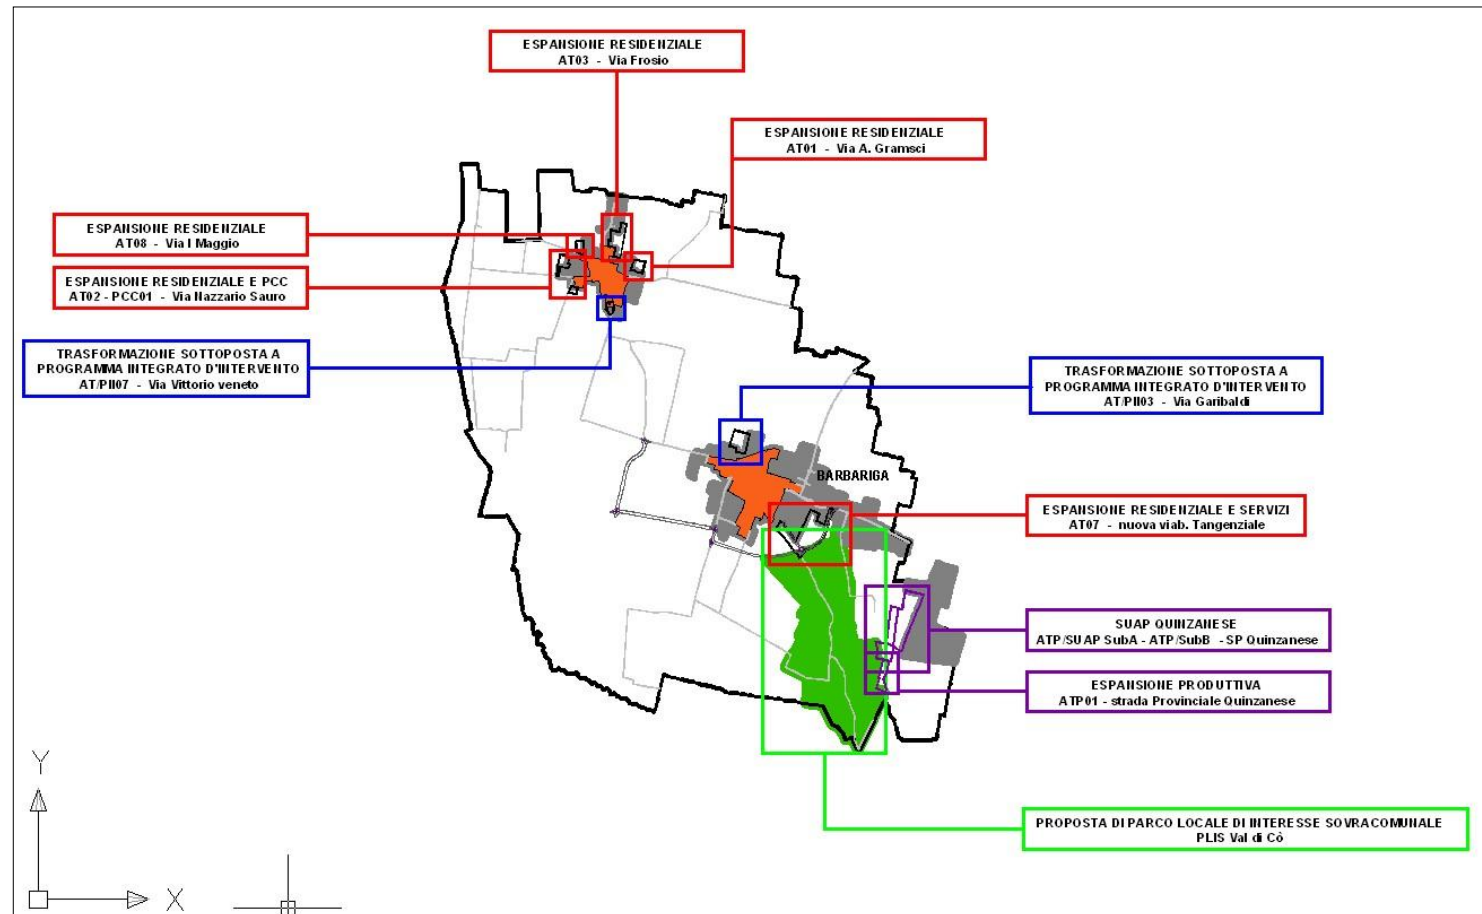 ESPANSIONE RESIDENZIALE
AT03 - Via Frosio
ESPANSIONE RESIDENZIALE
AT01 - Via A. Gramsci
ESPANSIONE RESIDENZIALE
AT08 - Via I Maggio
ESPANSIONE RESIDENZIALE E PCC
AT02 - PCC01 - Via Nazzario Sauro
TRASFORMAZIONE SOTTOPOSTA A
PROGRAMMA INTEGRATO D'INTERVENTO
AT/PII07 - Via Vittorio veneto
TRASFORMAZIONE SOTTOPOSTA A
PROGRAMMA INTEGRATO D'INTERVENTO
AT/PII03 - Via Garibaldi
BARBARIGA
ESPANSIONE RESIDENZIALE E SERVIZI
AT07 - nuova viab. Tangenziale
SUAP QUINZANESE
ATP/SUAP SubA - ATP/SubB - SP Quinzanese
ESPANSIONE PRODUTTIVA
ATP01 - strada Provinciale Quinzanese
PROPOSTA DI PARCO LOCALE DI INTERESSE SOVRACOMUNALE
PLIS Val di Cò
Y
X